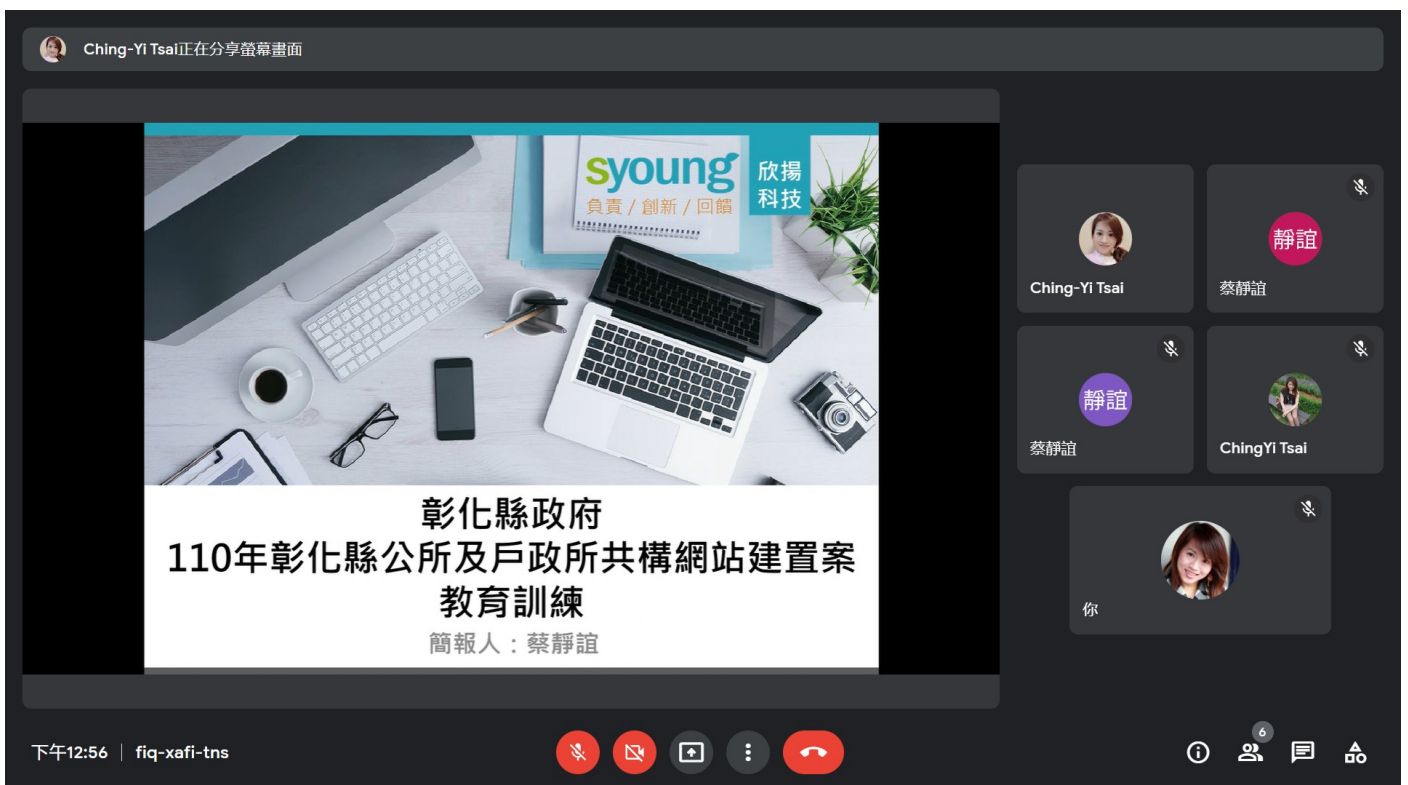 Ching-Yi Tsai正在分享螢幕畫面
syoung
欣揚
科技
負責/創新/回饋
彰化縣政府
110年彰化縣公所及戶政所共構網站建置案
教育訓練
簡報人：蔡靜誼
Ching-Yi Tsai
靜誼
蔡靜誼
靜誼
蔡靜誼
ChingYi Tsai
你
下午12:56 | fiq-xafi-tns
6